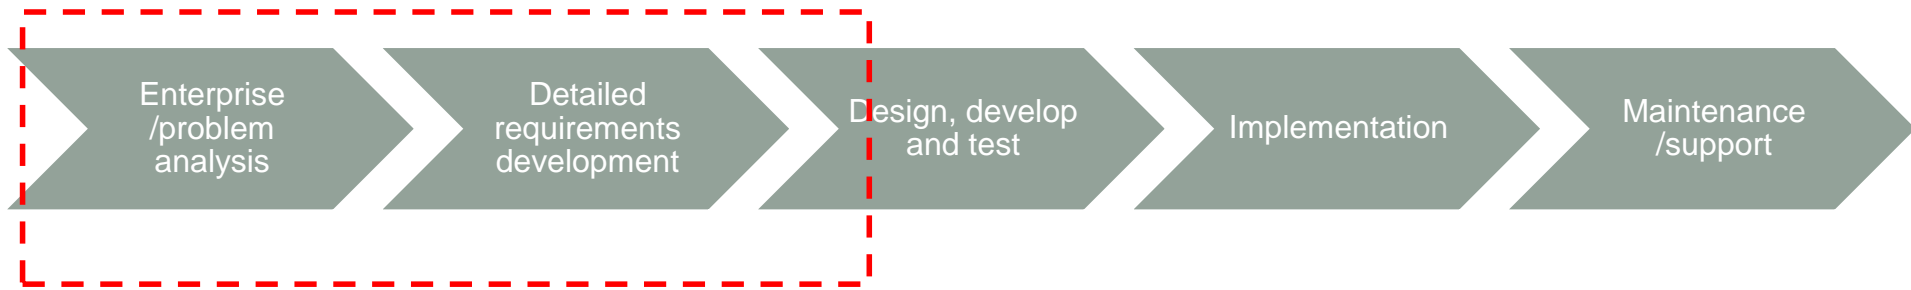 Enterprise
/problem
analysis
Detailed
requirements
development
Design, develop
and test
Implementation
Maintenance
/support